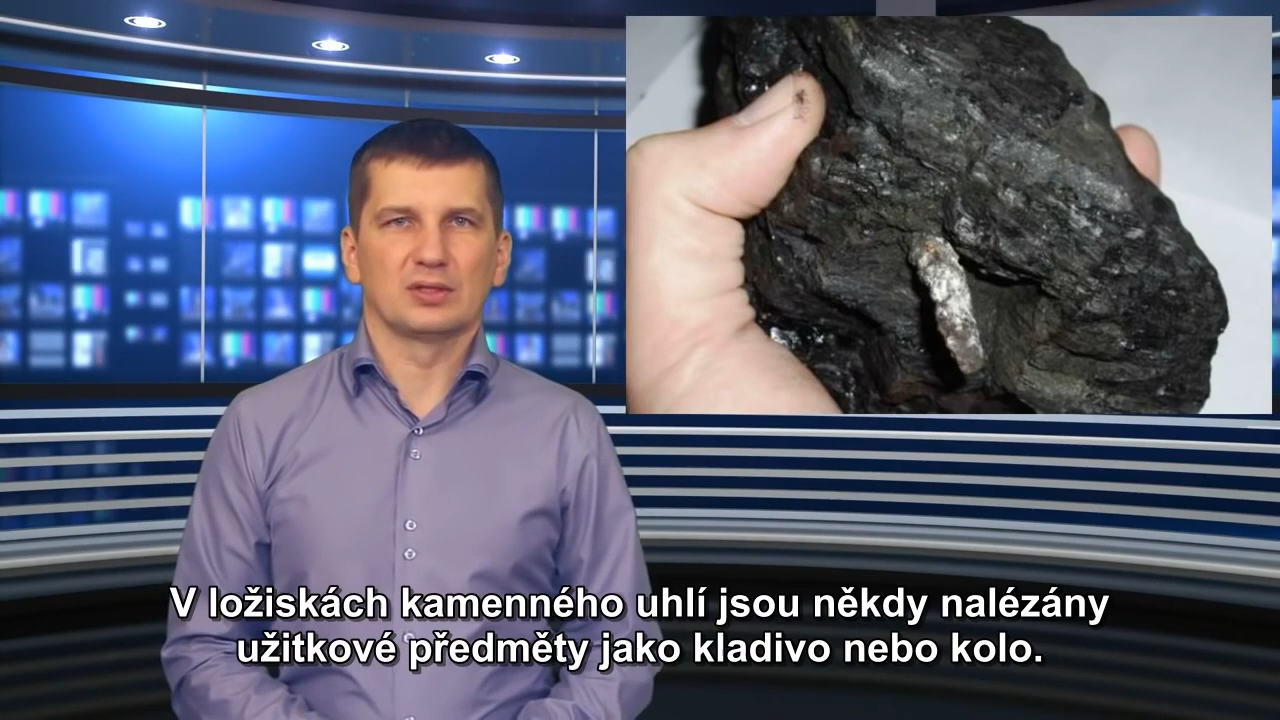 V ložiskách kamenného uhlí jsou někdy nalézány
užitkové předměty jako kladivo nebo kolo.